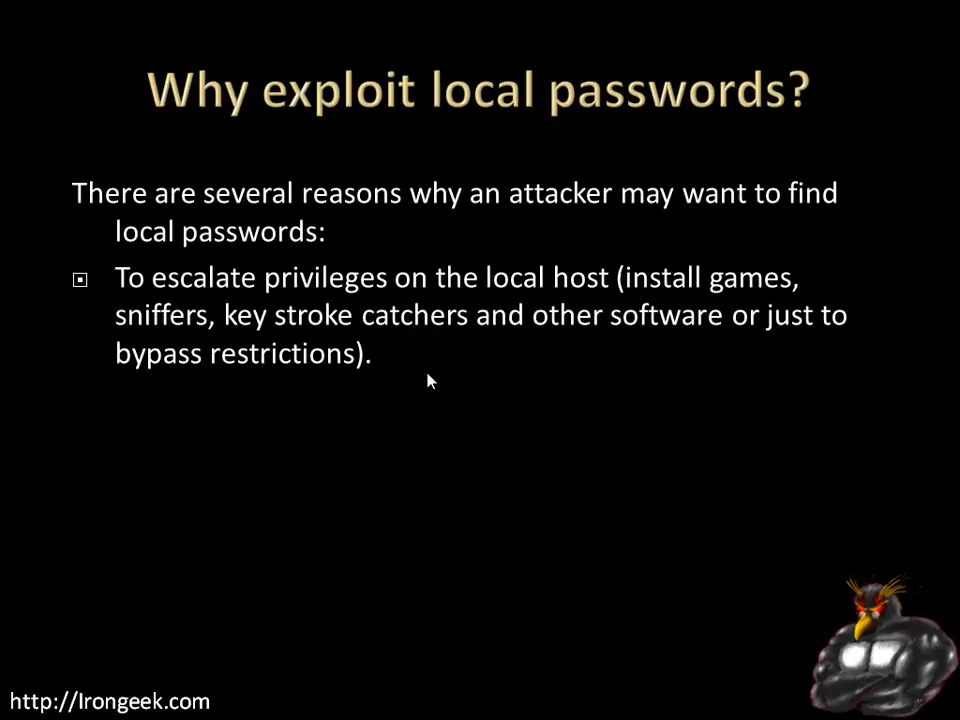 Why exploit local passwords?
There are several reasons why an attacker may want to find
local passwords:
To escalate privileges on the local host (install games,
sniffers, key stroke catchers and other software or just to
bypass restrictions).
http://Irongeek.com